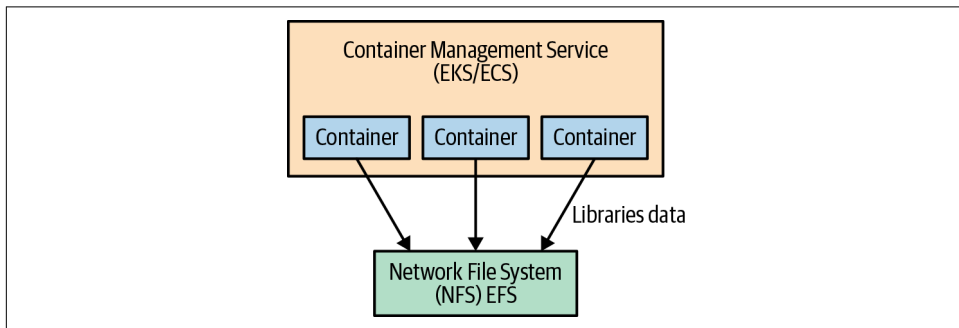 Container Management Service
(EKS/ECS)
Container
Container
Container
Libraries data
Network File System
(NFS) EFS